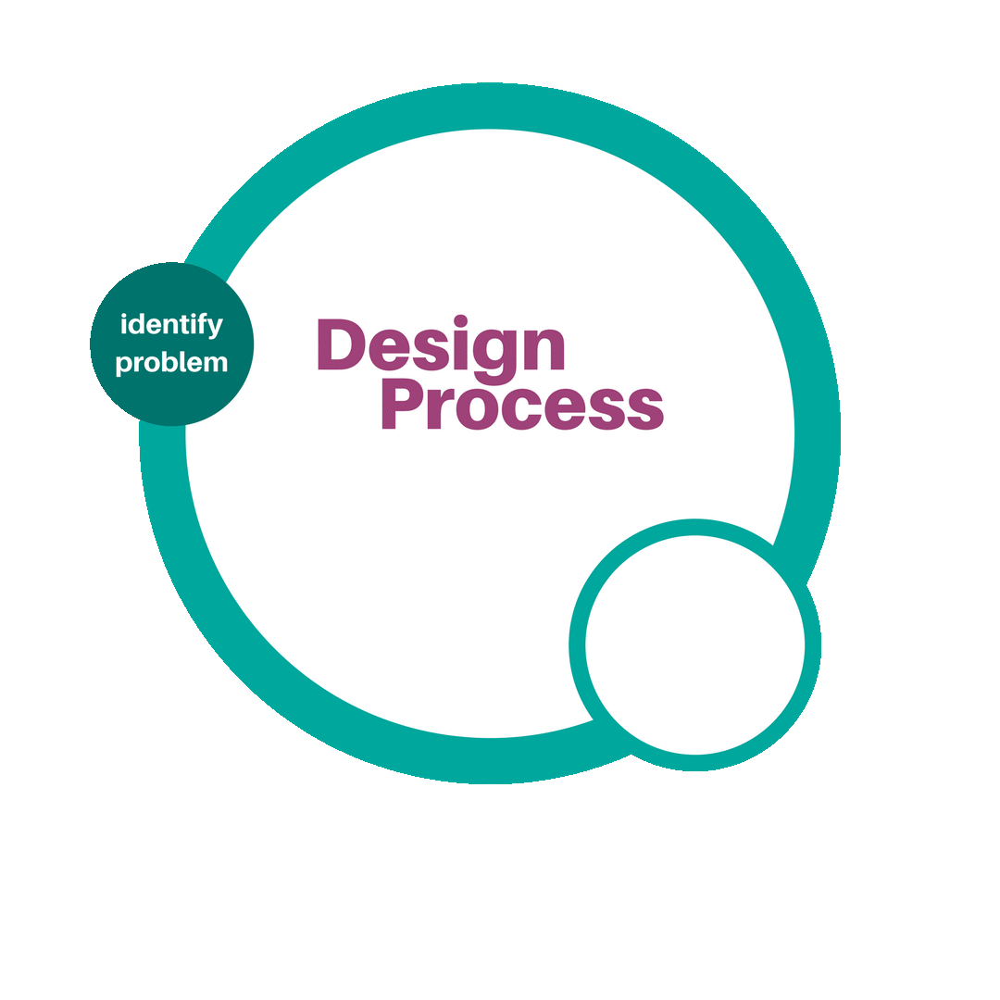 identify
problem
Design
Process